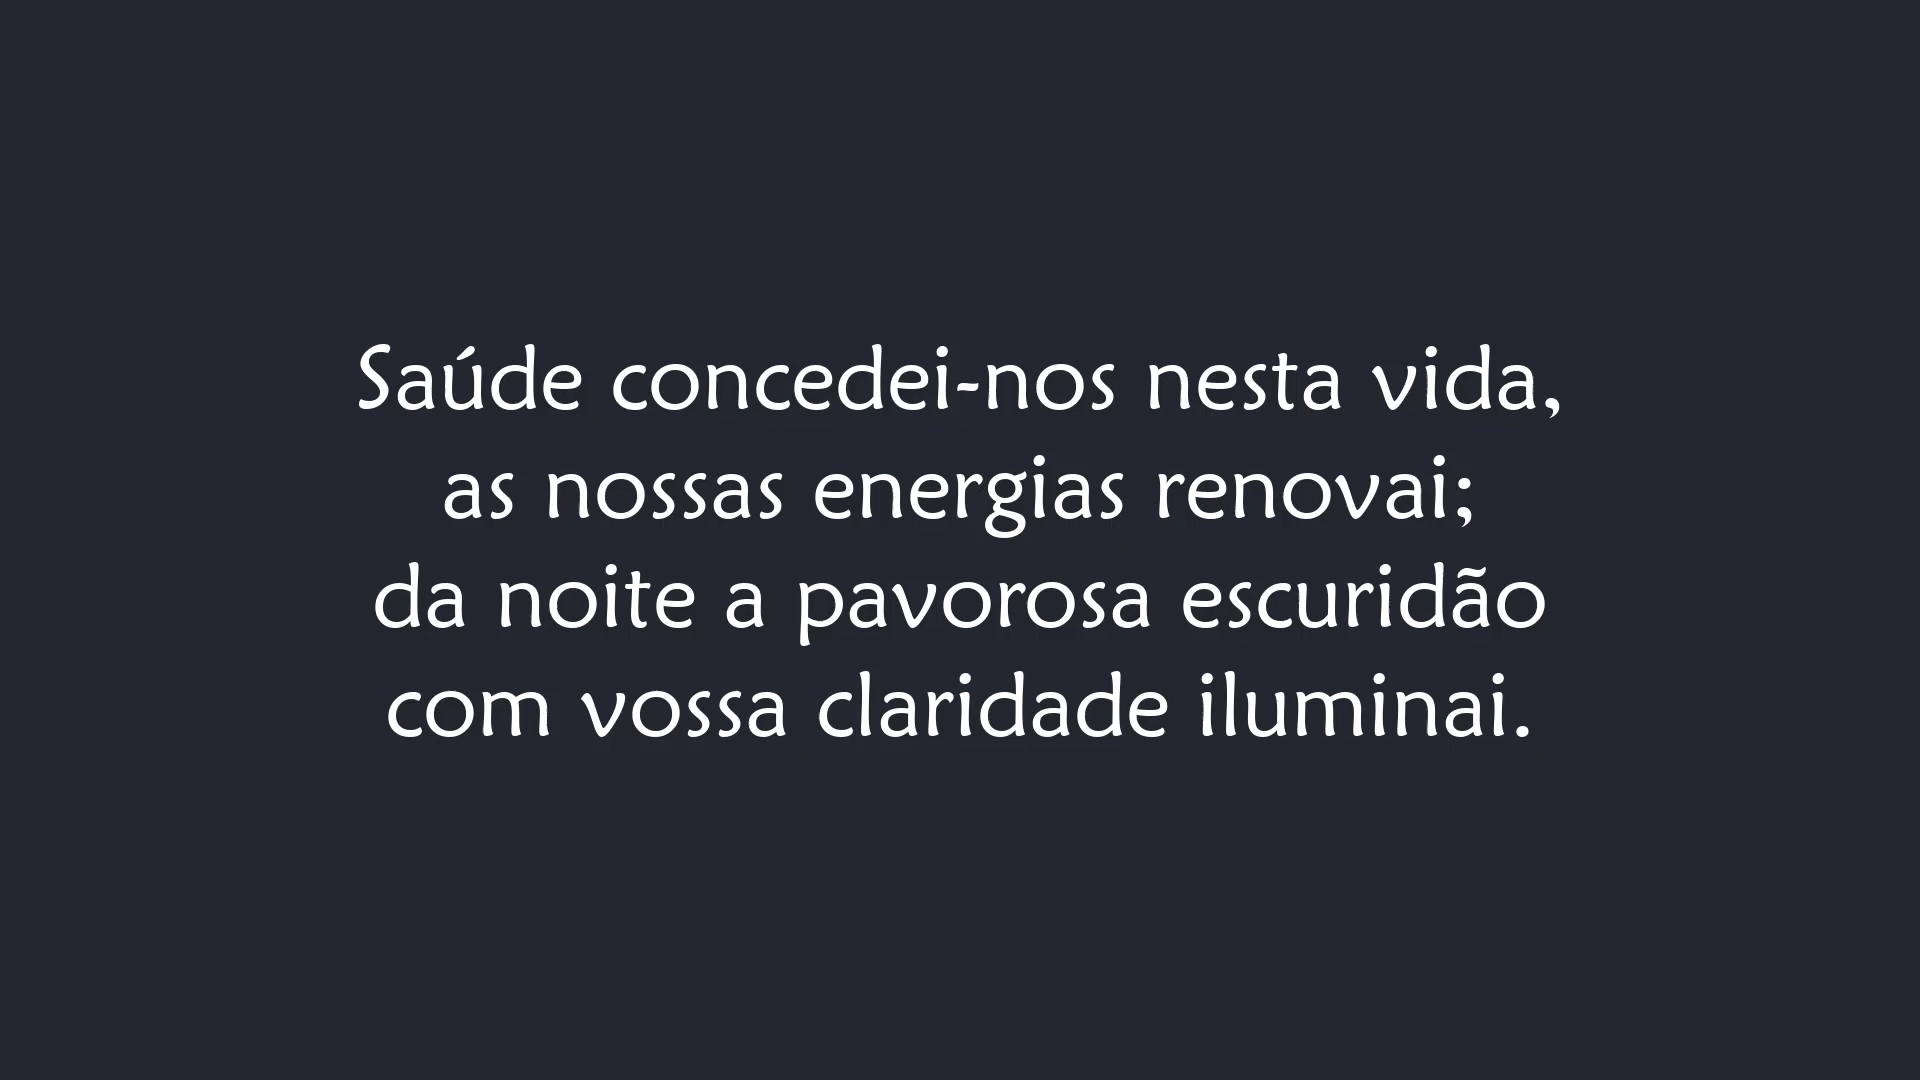 Saúde concedei-nos nesta vida,
as nossas energias renovai;
da noite a pavorosa escuridão
com vossa claridade iluminai.